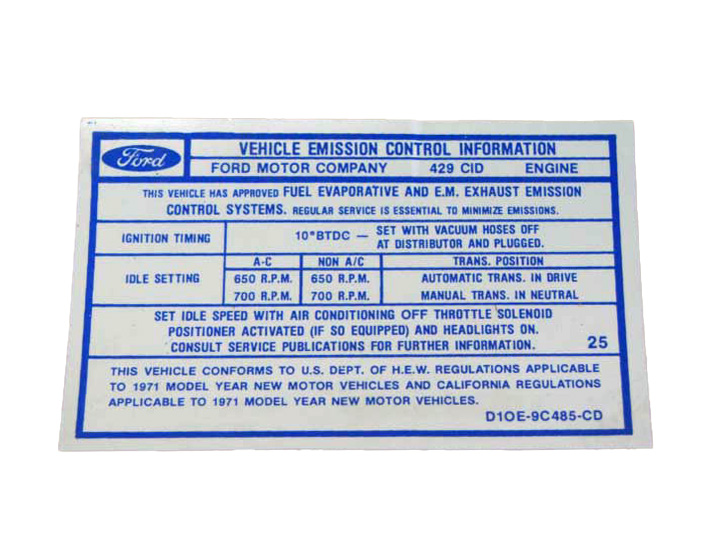 Ford
VEHICLE EMISSION CONTROL INFORMATION
FORD MOTOR COMPANY 429 CID ENGINE
THIS VEHICLE HAS APPROVED FUEL EVAPORATIVE AND E.M. EXHAUST EMISSION
CONTROL SYSTEMS. REGULAR SERVICE IS ESSENTIAL TO MINIMIZE EMISSIONS.
IGNITION TIMING 10°BTDC — SET WITH VACUUM HOSES OFF
AT DISTRIBUTOR AND PLUGGED.
IDLE SETTING A-C NON A/C TRANS. POSITION
650 R.P.M. 650 R.P.M. AUTOMATIC TRANS. IN DRIVE
700 R.P.M. 700 R.P.M. MANUAL TRANS. IN NEUTRAL
SET IDLE SPEED WITH AIR CONDITIONING OFF THROTTLE SOLENOID
POSITIONER ACTIVATED (IF SO EQUIPPED) AND HEADLIGHTS ON.
CONSULT SERVICE PUBLICATIONS FOR FURTHER INFORMATION. 25
THIS VEHICLE CONFORMS TO U.S. DEPT. OF H.E.W. REGULATIONS APPLICABLE
TO 1971 MODEL YEAR NEW MOTOR VEHICLES AND CALIFORNIA REGULATIONS
APPLICABLE TO 1971 MODEL YEAR NEW MOTOR VEHICLES.
D1OE-9C485-CD